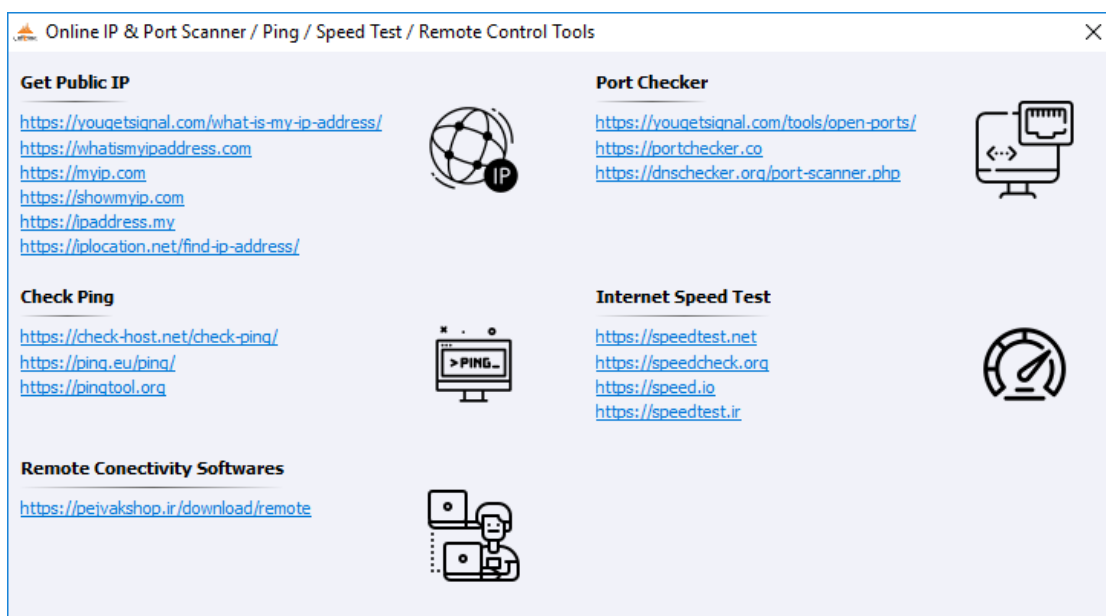 Online IP & Port Scanner / Ping / Speed Test / Remote Control Tools
Get Public IP
https://yougetsignal.com/what-is-my-ip-address/
https://whatismyipaddress.com
https://myip.com
https://showmyip.com
https://ipaddress.my
https://iplocation.net/find-ip-address/
IP
Port Checker
https://yougetsignal.com/tools/open-ports/
https://portchecker.co
https://dnschecker.org/port-scanner.php
Check Ping
https://check-host.net/check-ping/
https://ping.eu/ping/
https://pingtool.org
>PING_
Internet Speed Test
https://speedtest.net
https://speedcheck.org
https://speed.io
https://speedtest.ir
Remote Conectivity Softwares
https://pejvakshop.ir/download/remote